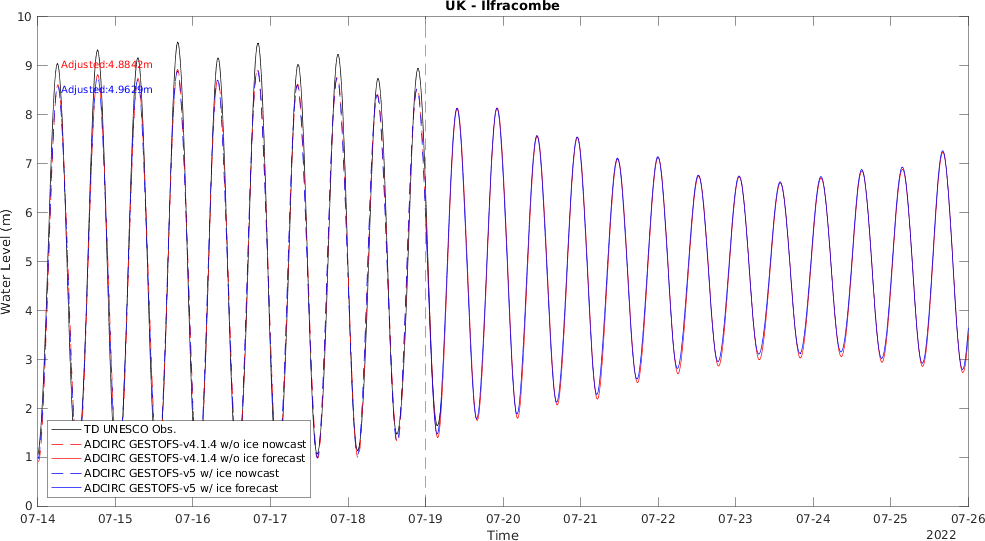 UK - Ilfracombe
10
9
8
7
6
5
4
3
2
1
0
Water Level (m)
Adjusted:4.8842m
Adjusted:4.9629m
TD UNESCO Obs.
ADCIRC GESTOFS-v4.1.4 w/o ice nowcast
ADCIRC GESTOFS-v4.1.4 w/o ice forecast
ADCIRC GESTOFS-v5 w/ ice nowcast
ADCIRC GESTOFS-v5 w/ ice forecast
07-14 07-15 07-16 07-17 07-18 07-19 07-20 07-21 07-22 07-23 07-24 07-25 07-26
Time
2022